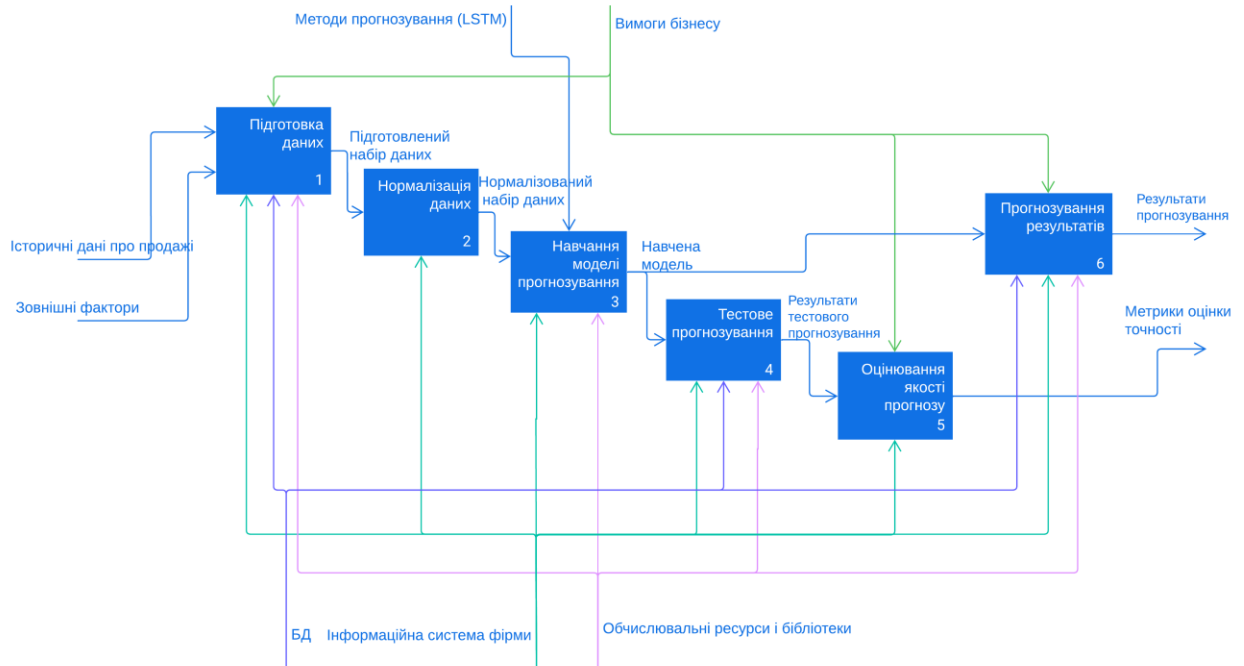 Методи прогнозування (LSTM)
Вимоги бізнесу
Підготовка
даних
1
Підготовлений
набір даних
Нормалізація
даних
2
Нормалізований
набір даних
Навчання
моделі
прогнозування
3
Навчена
модель
Прогнозування
результатів
6
Результати
прогнозування
Історичні дані про продажі
Зовнішні фактори
Тестове
прогнозування
4
Результати
тестового
прогнозування
Оцінювання
якості
прогнозу
5
Метрики оцінки
точності
БД
Інформаційна система фірми
Обчислювальні ресурси і бібліотеки